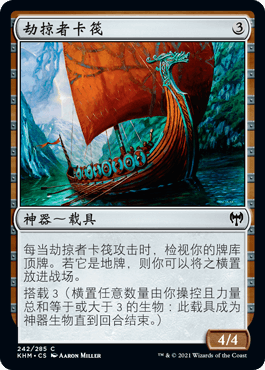 劫掠者卡筏 3
神器～载具
每当劫掠者卡筏攻击时，检视你的牌库
顶牌。若它是地牌，则你可以将之横置
放进战场。
搭载 3（横置任意数量由你操控且力量
总和等于或大于 3 的生物：此载具成为
神器生物直到回合结束。）
4/4
242/285 C
KHM • CS Aaron Miller
™ & © 2021 Wizards of the Coast